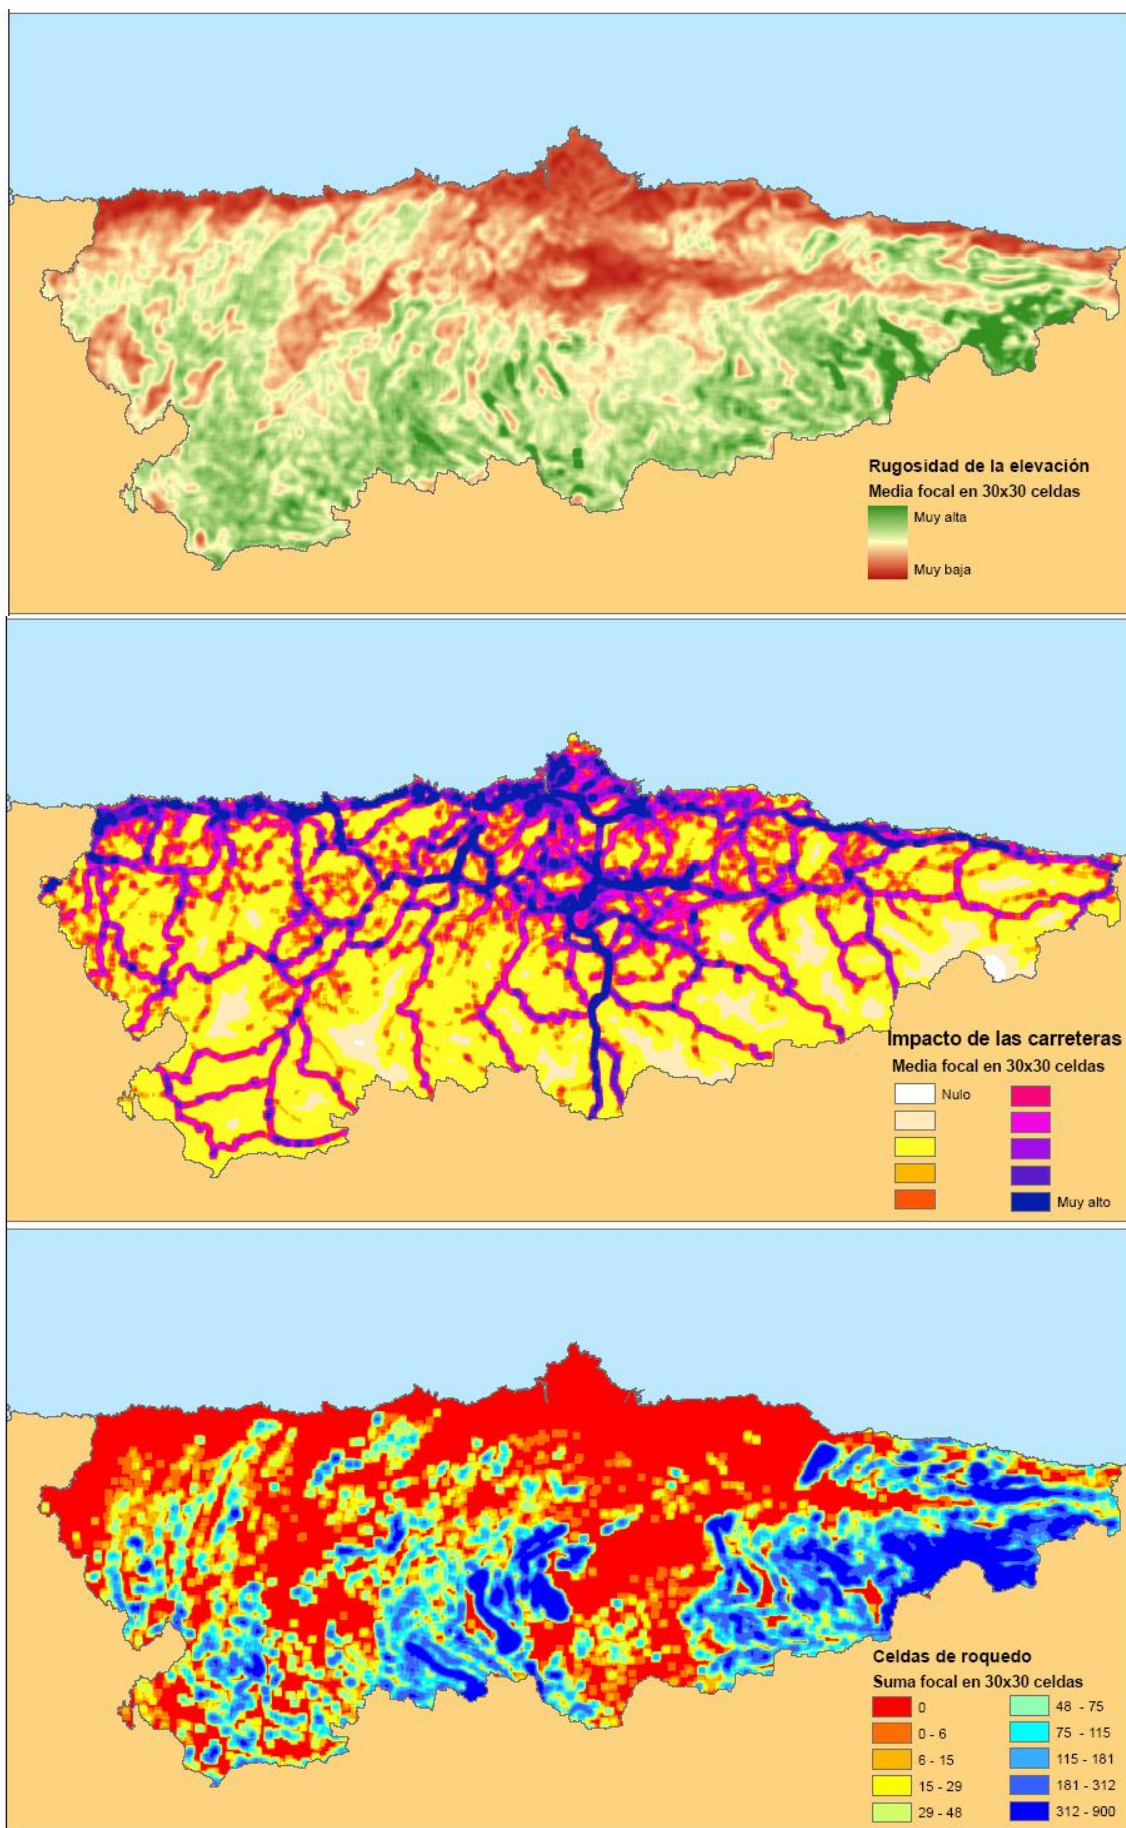 Rugosidad de la elevación
Media focal en 30x30 celdas
Muy alta
Muy baja
Impacto de las carreteras
Media focal en 30x30 celdas
Nulo
Muy alto
Celdas de roquedo
Suma focal en 30x30 celdas
0
0 - 6
6 - 15
15 - 29
29 - 48
48 - 75
75 - 115
115 - 181
181 - 312
312 - 900